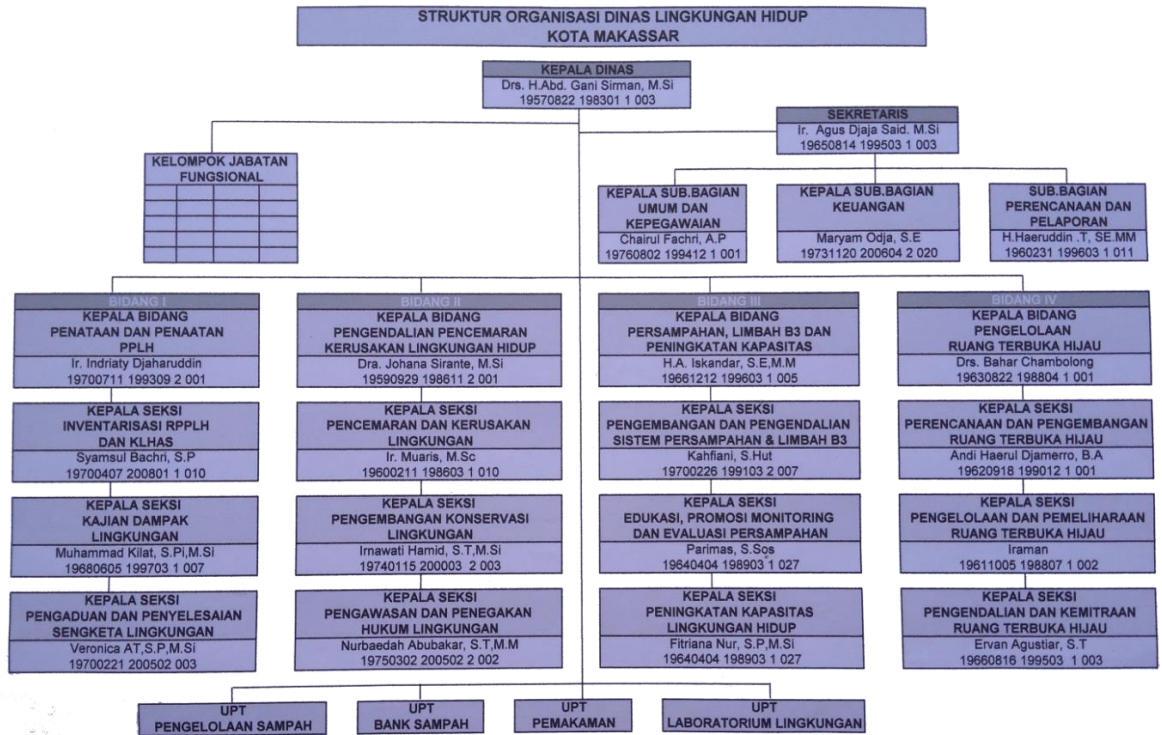 STRUKTUR ORGANISASI DINAS LINGKUNGAN HIDUP
KOTA MAKASSAR
KEPALA DINAS
Drs. H.Abd. Gani Sirman, M.Si
19570822 198301 1 003
SEKRETARIS
Ir. Agus Djaja Said. M.Si
19650814 199503 1 003
KELOMPOK JABATAN
FUNGSIONAL
KEPALA SUB.BAGIAN
UMUM DAN
KEPEGAWAIAN
Chairul Fachri, A.P
19760802 199412 1 001
KEPALA SUB.BAGIAN
KEUANGAN
Maryam Odja, S.E
19731120 200604 2 020
SUB.BAGIAN
PERENCANAAN DAN
PELAPORAN
H.Haeruddin .T, SE.MM
1960231 199603 1 011
BIDANG I
KEPALA BIDANG
PENATAAN DAN PENAATAN
PPLH
Ir. Indriaty Djaharuddin
19700711 199309 2 001
KEPALA SEKSI
INVENTARISASI RPPLH
DAN KLHAS
Syamsul Bachri, S.P
19700407 200801 1 010
KEPALA SEKSI
KAJIAN DAMPAK
LINGKUNGAN
Muhammad Kilat, S.Pi,M.Si
19680605 199703 1 007
KEPALA SEKSI
PENGADUAN DAN PENYELESAIAN
SENGKETA LINGKUNGAN
Veronica AT,S.P,M.Si
19700221 200502 003
BIDANG II
KEPALA BIDANG
PENGENDALIAN PENCEMARAN
KERUSAKAN LINGKUNGAN HIDUP
Dra. Johana Sirante, M.Si
19590929 198611 2 001
KEPALA SEKSI
PENCEMARAN DAN KERUSAKAN
LINGKUNGAN
Ir. Muaris, M.Sc
19600211 198603 1 010
KEPALA SEKSI
PENGEMBANGAN KONSERVASI
LINGKUNGAN
Irnawati Hamid, S.T,M.Si
19740115 200003 2 003
KEPALA SEKSI
PENGAWASAN DAN PENEGAKAN
HUKUM LINGKUNGAN
Nurbaedah Abubakar, S.T,M.M
19750302 200502 2 002
BIDANG III
KEPALA BIDANG
PERSAMPAHAN, LIMBAH B3 DAN
PENINGKATAN KAPASITAS
H.A. Iskandar, S.E,M.M
19661212 199603 1 005
KEPALA SEKSI
PENGEMBANGAN DAN PENGENDALIAN
SISTEM PERSAMPAHAN & LIMBAH B3
Kahfiani, S.Hut
19700226 199103 2 007
KEPALA SEKSI
EDUKASI, PROMOSI MONITORING
DAN EVALUASI PERSAMPAHAN
Parimas, S.Sos
19640404 198903 1 027
KEPALA SEKSI
PENINGKATAN KAPASITAS
LINGKUNGAN HIDUP
Fitriana Nur, S.P,M.Si
19640404 198903 1 027
BIDANG IV
KEPALA BIDANG
PENGELOLAAN
RUANG TERBUKA HIJAU
Drs. Bahar Chambolong
19630822 198804 1 001
KEPALA SEKSI
PERENCANAAN DAN PENGEMBANGAN
RUANG TERBUKA HIJAU
Andi Haerul Djamerro, B.A
19620918 199012 1 001
KEPALA SEKSI
PENGELOLAAN DAN PEMELIHARAAN
RUANG TERBUKA HIJAU
Iraman
19611005 198807 1 002
KEPALA SEKSI
PENGENDALIAN DAN KEMITRAAN
RUANG TERBUKA HIJAU
Ervan Agustiar, S.T
19660816 199503 1 003
UPT
PENGELOLAAN SAMPAH
UPT
BANK SAMPAH
UPT
PEMAKAMAN
UPT
LABORATORIUM LINGKUNGAN